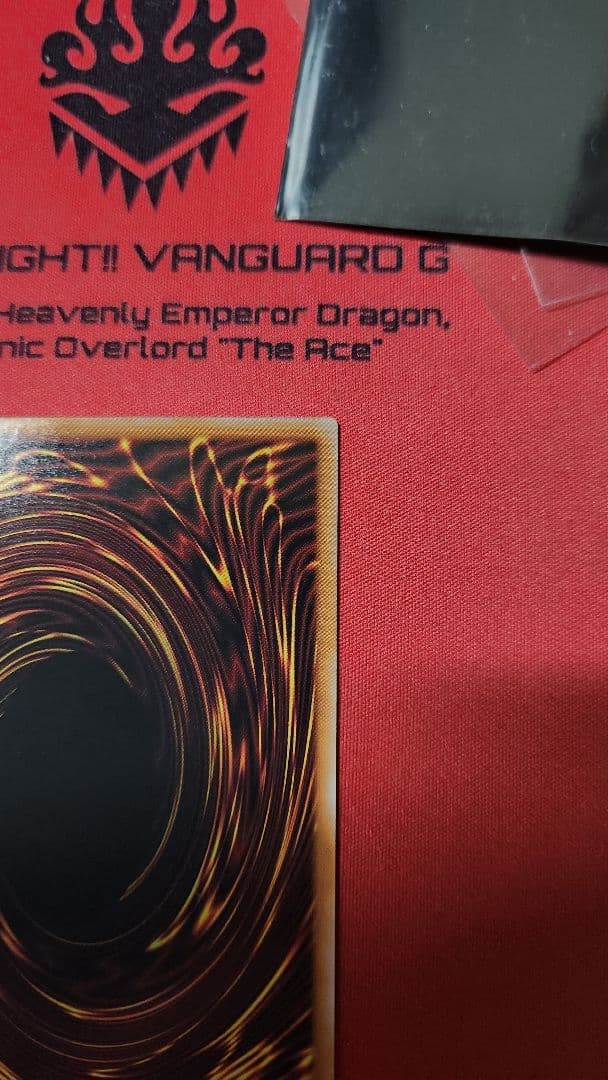 IGHT!! VANGUARD G
Heavenly Emperor Dragon,
nic Overlord "The Ace"